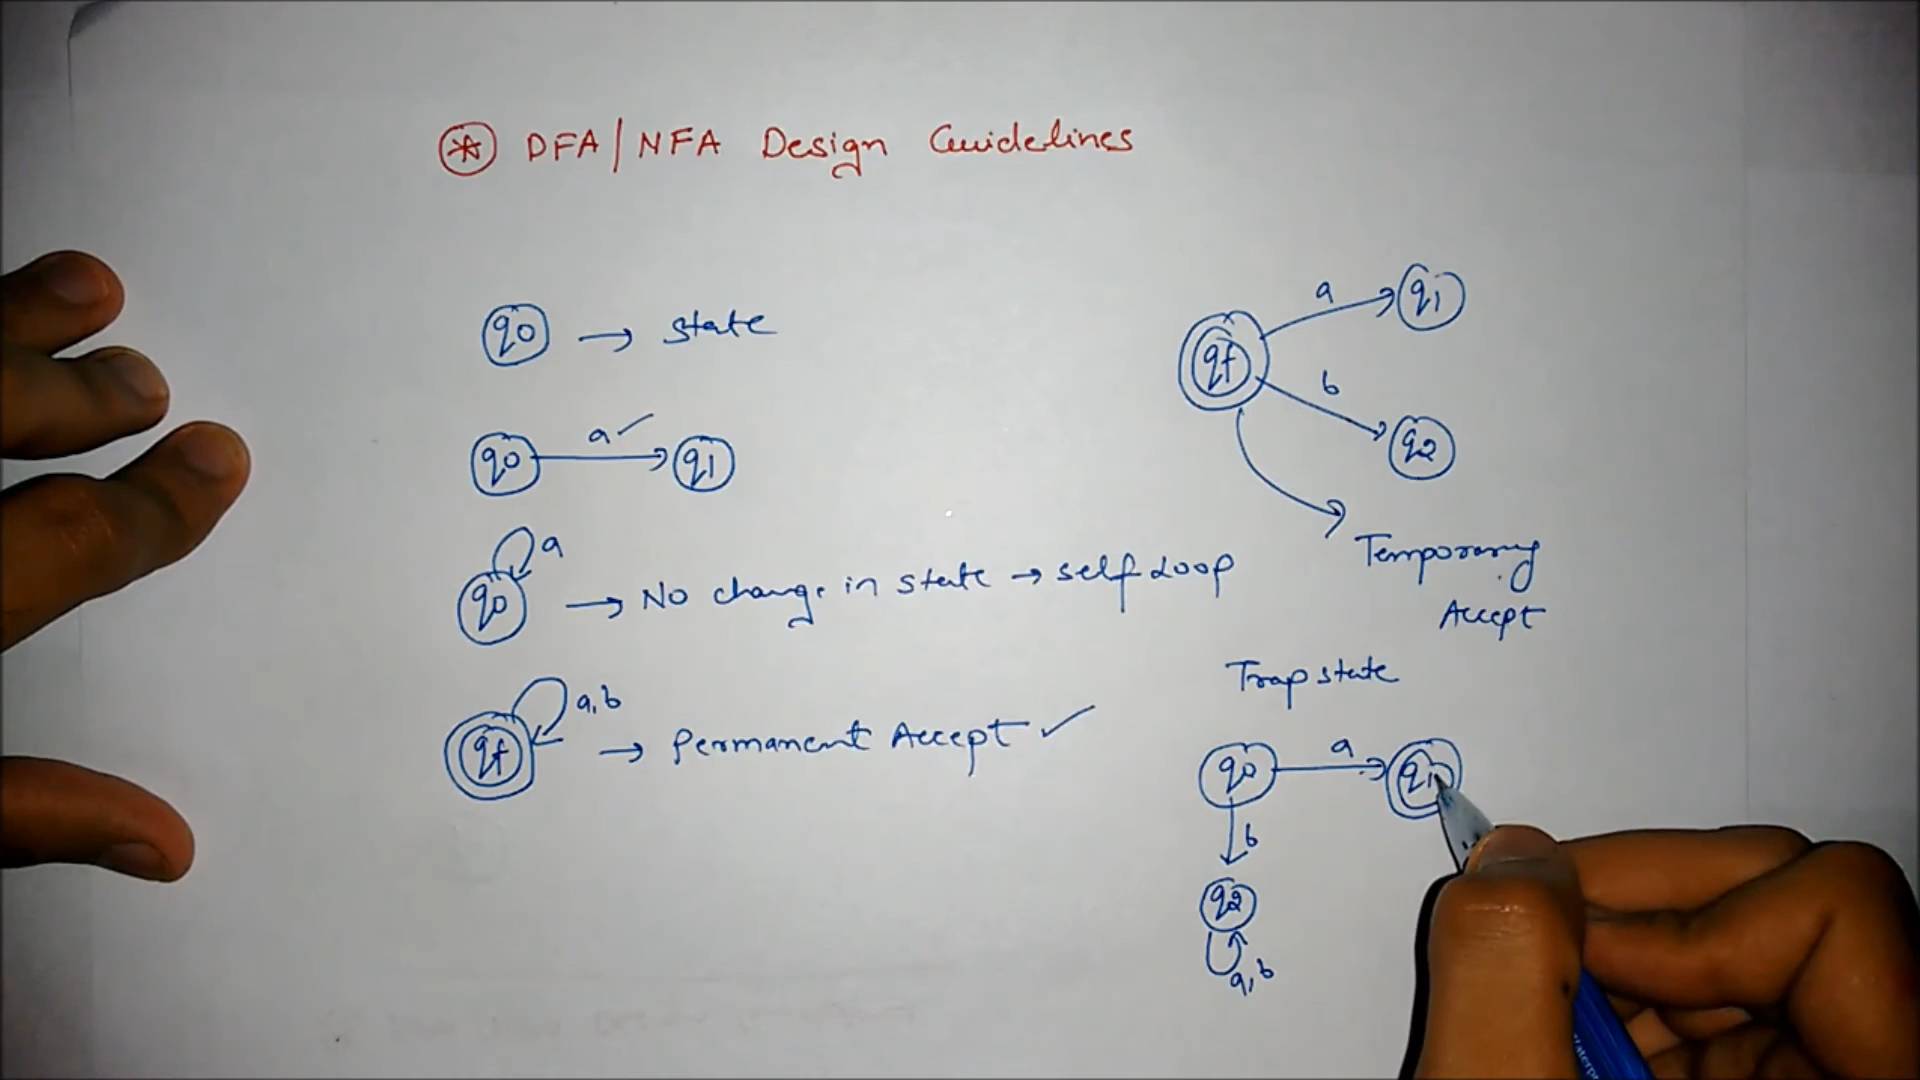 * DFA/NFA Design Guidelines
q0 → state
q0 a ✓ q1
a
q0 → No change in state → self Loop
a,b
qf → Permanent Accept ✓
a q1
qf
b
q2
Temporary
Accept
Trap state
q0 a q1
b
q2
a,b